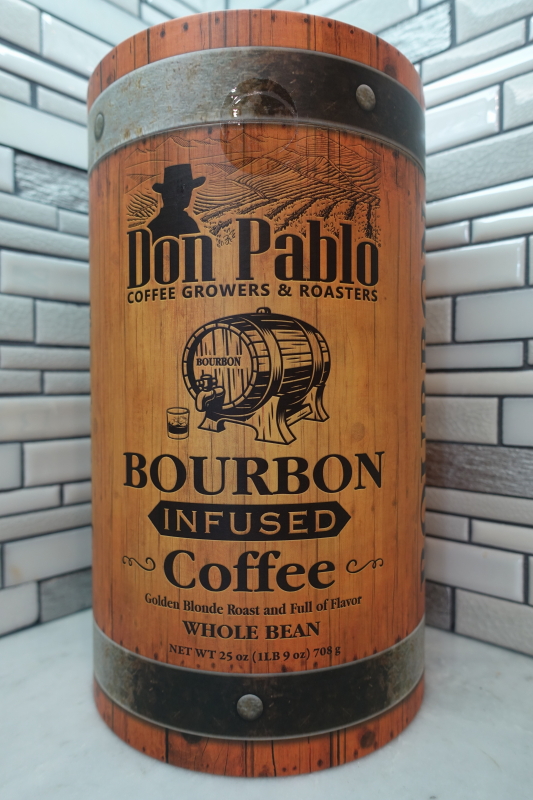 Don Pablo
COFFEE GROWERS & ROASTERS
BOURBON
BOURBON
INFUSED
Coffee
Golden Blonde Roast and Full of Flavor
WHOLE BEAN
NET WT 25 oz (1LB 9 oz) 708 g